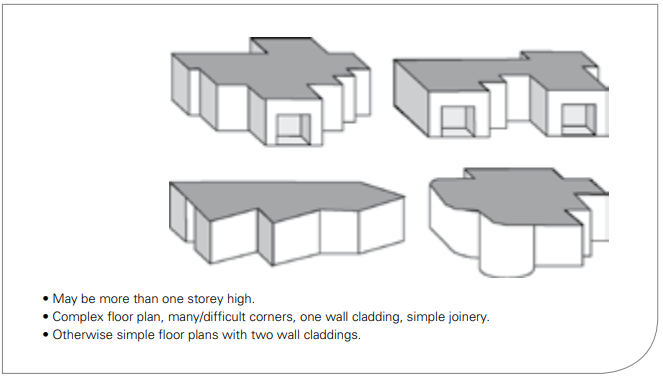 • May be more than one storey high.
• Complex floor plan, many/difficult corners, one wall cladding, simple joinery.
• Otherwise simple floor plans with two wall claddings.